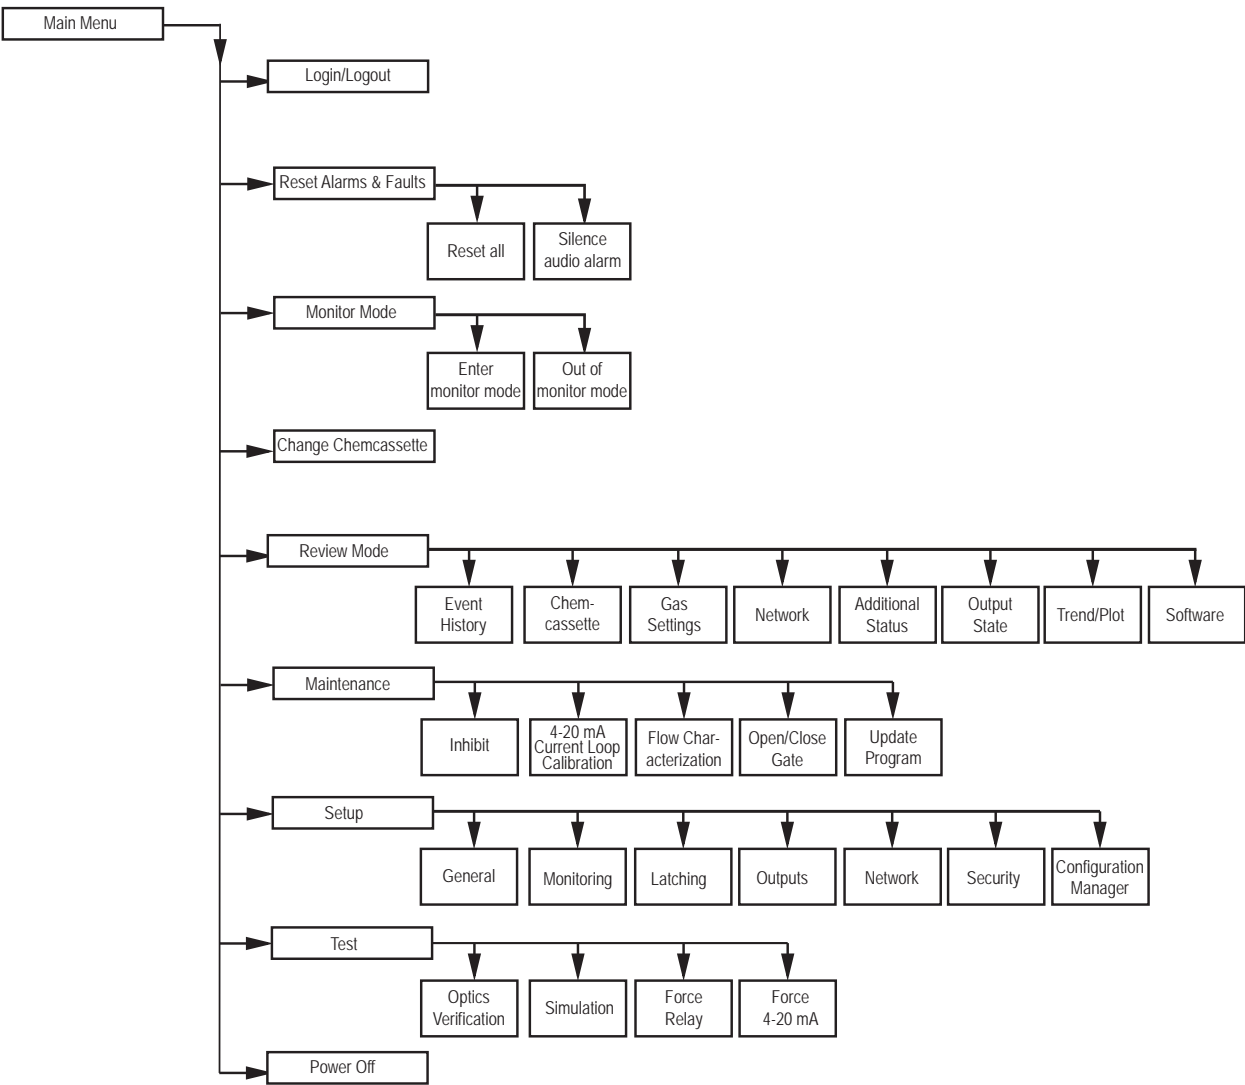 Main Menu
Login/Logout
Reset Alarms & Faults
Reset all
Silence
audio alarm
Monitor Mode
Enter
monitor mode
Out of
monitor mode
Change Chemcassette
Review Mode
Event
History
Chem-
cassette
Gas
Settings
Network
Additional
Status
Output
State
Trend/Plot
Software
Maintenance
Inhibit
4-20 mA
Current Loop
Calibration
Flow Char-
acterization
Open/Close
Gate
Update
Program
Setup
General
Monitoring
Latching
Outputs
Network
Security
Configuration
Manager
Test
Optics
Verification
Simulation
Force
Relay
Force
4-20 mA
Power Off